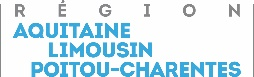 RÉGION
AQUITAINE
LIMOUSIN
POITOU-CHARENTES